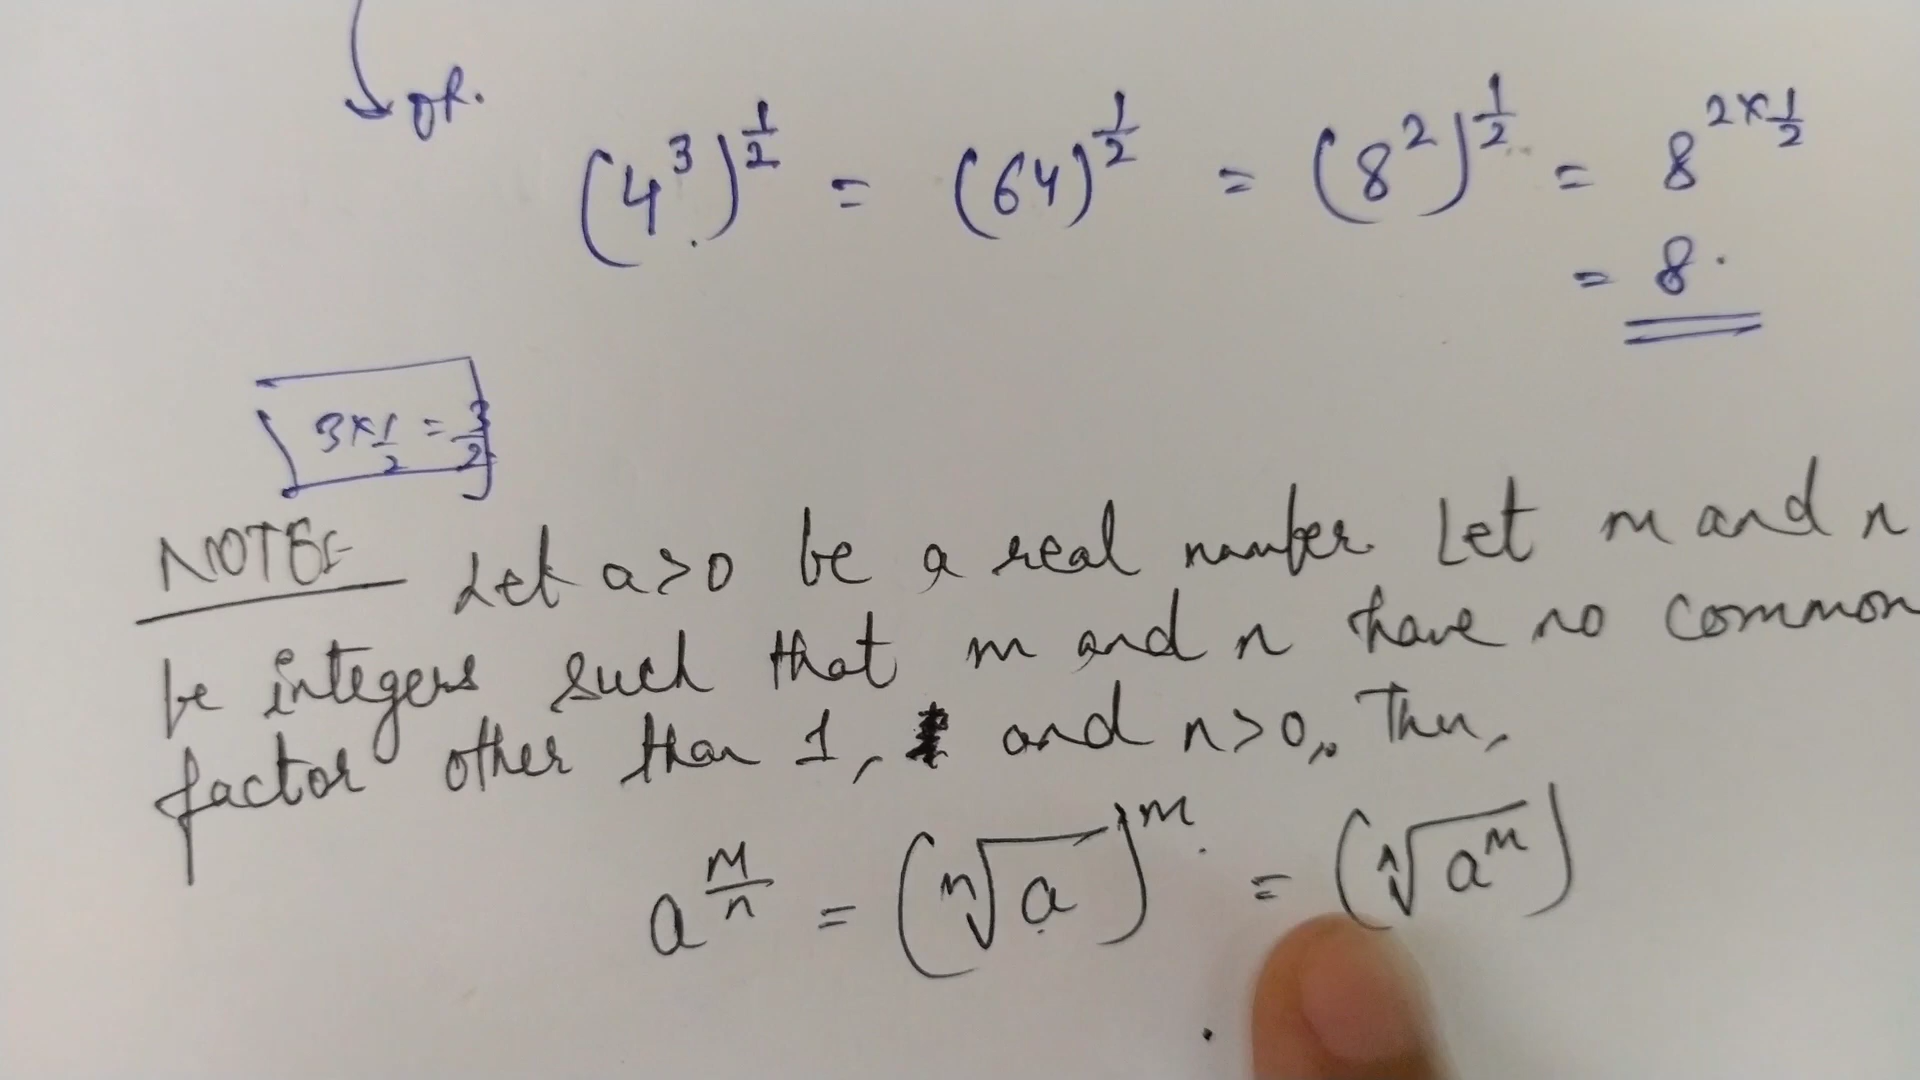 or.
(4³)^½ = (64)^½ = (8²)^½ = 8^(2×½)
= 8.
3×½ = 3/2
NOTE:- Let a>0 be a real number. Let m and n
be integers such that m and n have no common
factor other than 1, and n>0,, Then,
a^(m/n) = (ⁿ√a)^m = (ⁿ√a^m)